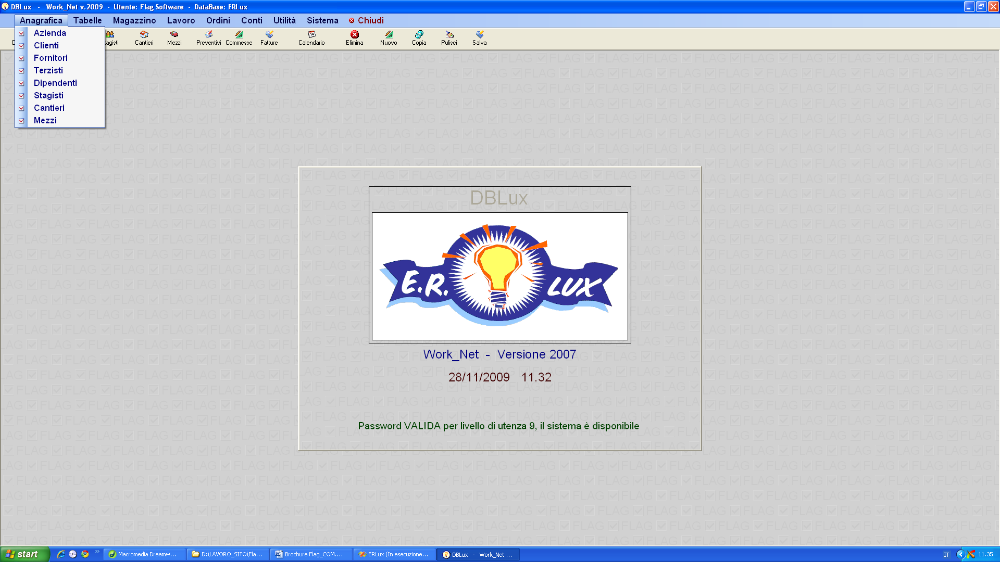 DBLux - Work_Net v.2009 - Utente: Flag Software - DataBase: ERLux
Anagrafica Tabelle Magazzino Lavoro Ordini Conti Utilità Sistema Chiudi
Cantieri Mezzi Preventivi Commesse Fatture Calendario Elimina Nuovo Copia Pulisci Salva
Azienda
Clienti
Fornitori
Terzisti
Dipendenti
Stagisti
Cantieri
Mezzi
DBLux
E.R. LUX
Work_Net - Versione 2007
28/11/2009 11.32
Password VALIDA per livello di utenza 9, il sistema è disponibile
start Macromedia Dreamw... D:\LAVORO_SITO\Fla... Brochure Flag_COM.... ERLux (In esecuzione... DBLux - Work_Net ... IT 11.35